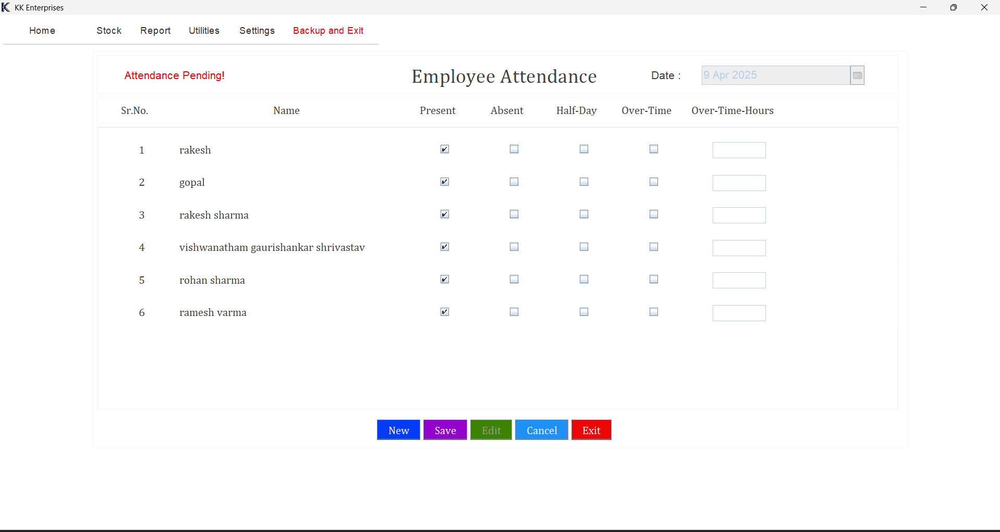 KK Enterprises
Home Stock Report Utilities Settings Backup and Exit
Attendance Pending! Employee Attendance Date : 9 Apr 2025
Sr.No. Name Present Absent Half-Day Over-Time Over-Time-Hours
1 rakesh
2 gopal
3 rakesh sharma
4 vishwanatham gaurishankar shrivastav
5 rohan sharma
6 ramesh varma
New Save Edit Cancel Exit